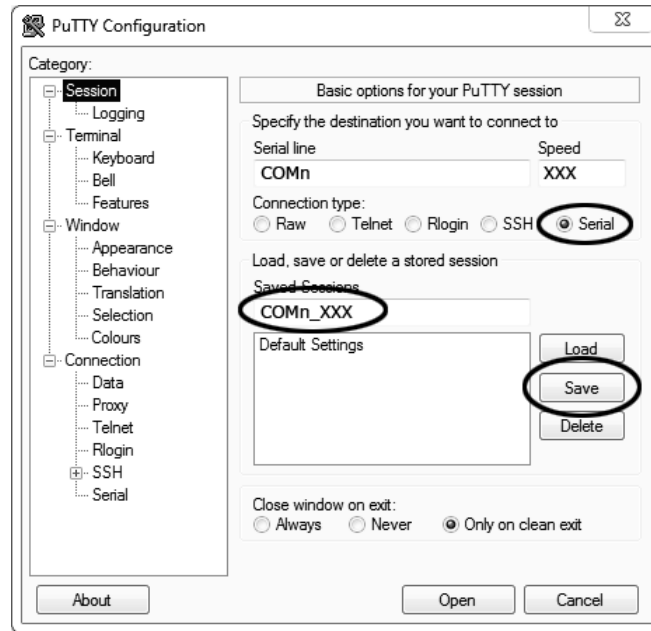 PuTTY Configuration
Category:
Session
Logging
Terminal
Keyboard
Bell
Features
Window
Appearance
Behaviour
Translation
Selection
Colours
Connection
Data
Proxy
Telnet
Rlogin
SSH
Serial
Basic options for your PuTTY session
Specify the destination you want to connect to
Serial line Speed
COMn XXX
Connection type:
Raw Telnet Rlogin SSH Serial
Load, save or delete a stored session
Saved Sessions
COMn_XXX
Default Settings
Load
Save
Delete
Close window on exit:
Always Never Only on clean exit
About Open Cancel